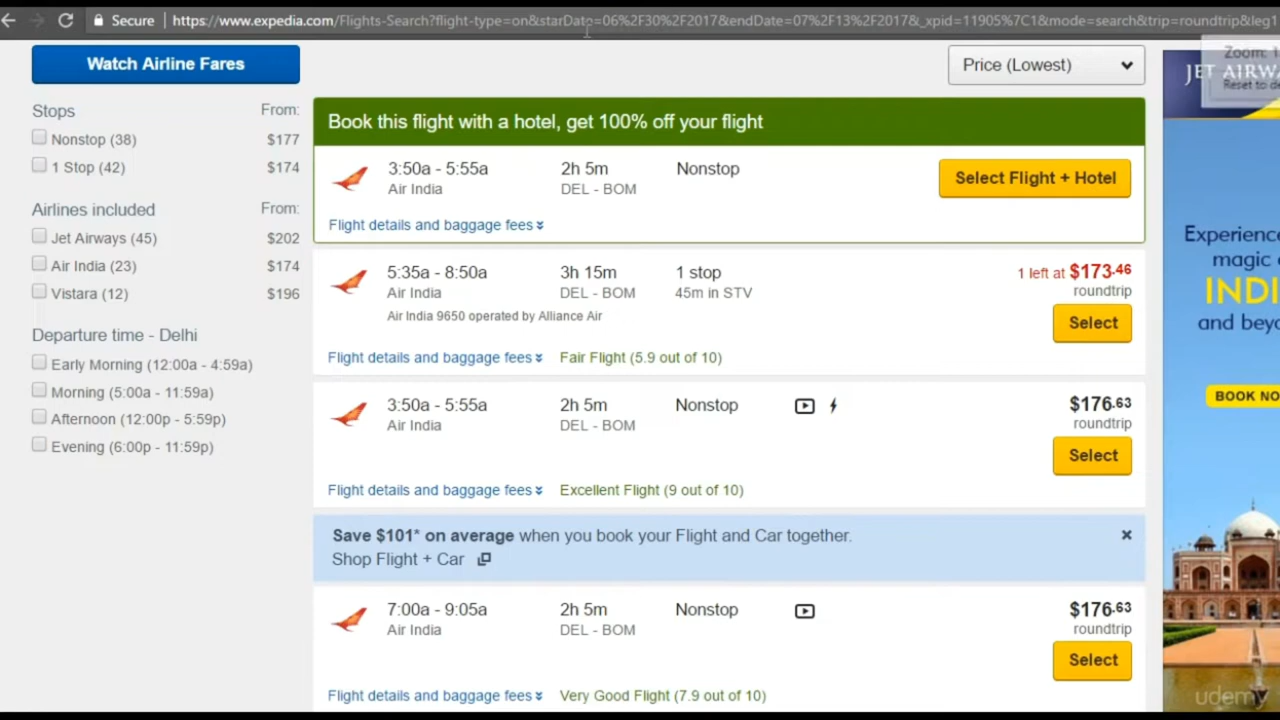 Secure https://www.expedia.com/Flights-Search?flight-type=on&starDate=06%2F30%2F2017&endDate=07%2F13%2F2017&_xpid=11905%7C1&mode=search&trip=roundtrip&leg1
Zoom: 1
Reset to de
Watch Airline Fares
Price (Lowest)
Stops From:
Nonstop (38) $177
1 Stop (42) $174
Airlines included From:
Jet Airways (45) $202
Air India (23) $174
Vistara (12) $196
Departure time - Delhi
Early Morning (12:00a - 4:59a)
Morning (5:00a - 11:59a)
Afternoon (12:00p - 5:59p)
Evening (6:00p - 11:59p)
Book this flight with a hotel, get 100% off your flight
3:50a - 5:55a 2h 5m Nonstop
Air India DEL - BOM
Select Flight + Hotel
Flight details and baggage fees
5:35a - 8:50a 3h 15m 1 stop 1 left at $173.46
Air India DEL - BOM 45m in STV roundtrip
Air India 9650 operated by Alliance Air
Select
Flight details and baggage fees Fair Flight (5.9 out of 10)
3:50a - 5:55a 2h 5m Nonstop $176.63
Air India DEL - BOM roundtrip
Select
Flight details and baggage fees Excellent Flight (9 out of 10)
Save $101* on average when you book your Flight and Car together.
Shop Flight + Car
7:00a - 9:05a 2h 5m Nonstop $176.63
Air India DEL - BOM roundtrip
Select
Flight details and baggage fees Very Good Flight (7.9 out of 10)
JET AIRWA
Experience
magic
INDI
and beyo
BOOK NO
udemy